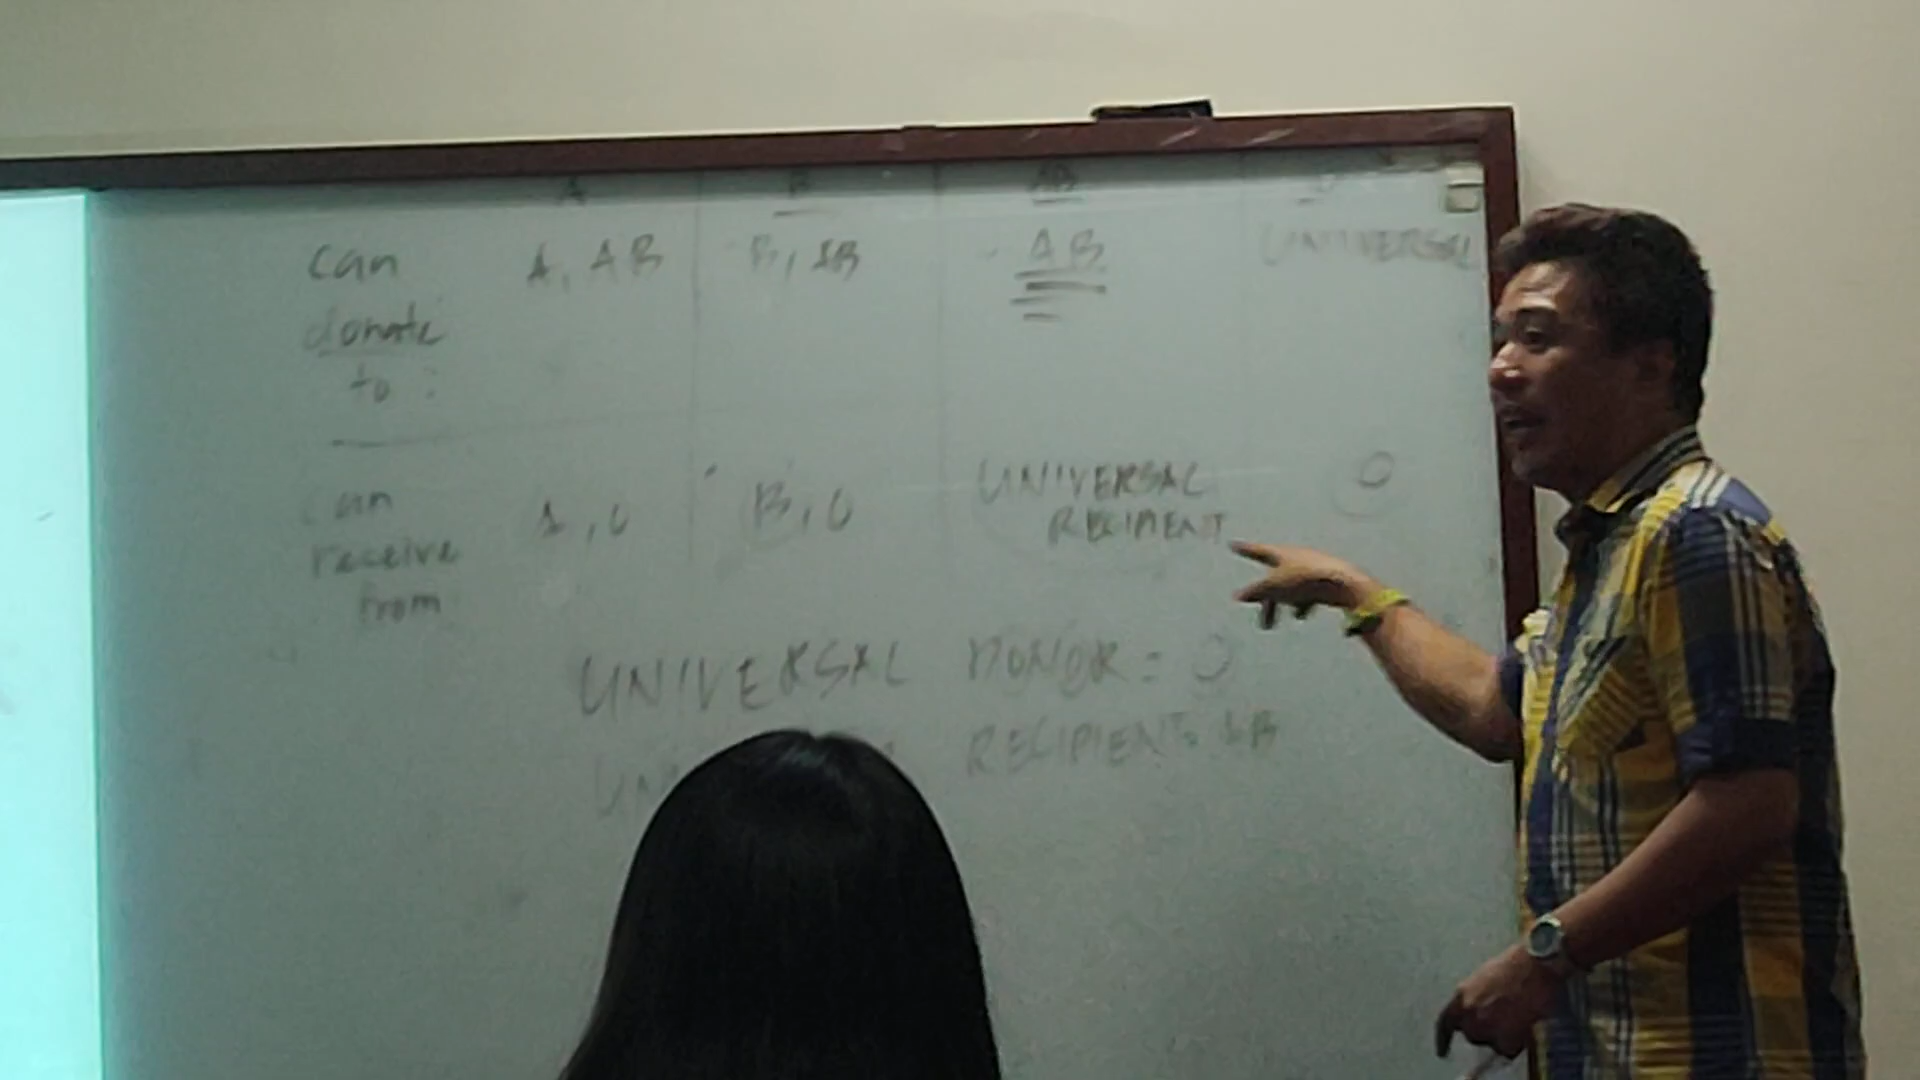 A B AB O
can A, AB B, AB AB UNIVERSAL
donate
to :
can A, O B, O UNIVERSAL O
receive RECIPIENT
from
UNIVERSAL DONOR = O
RECIPIENT = AB